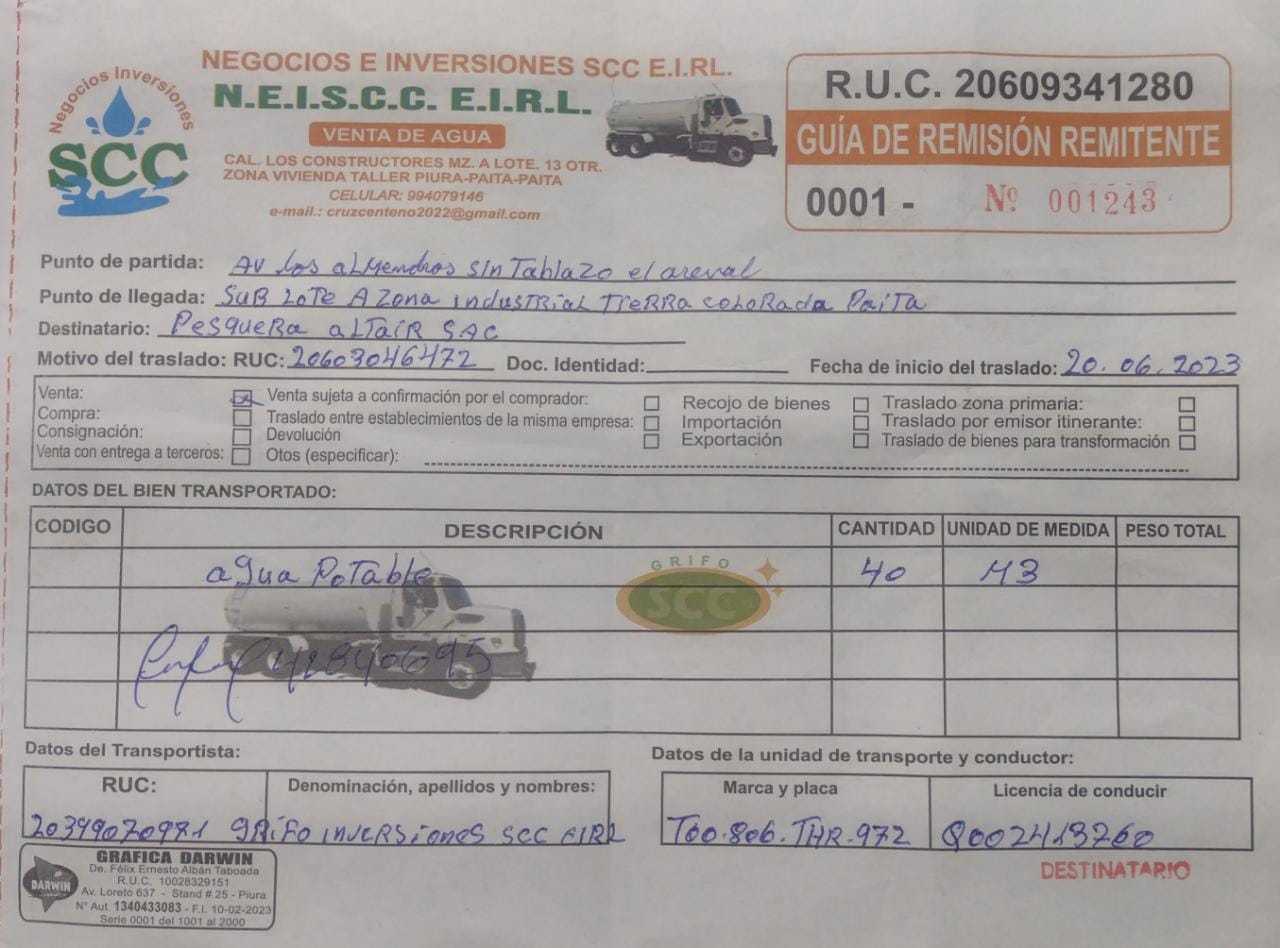 Negocios Inversiones
SCC
NEGOCIOS E INVERSIONES SCC E.I.RL.
N.E.I.S.C.C. E.I.R.L.
VENTA DE AGUA
CAL. LOS CONSTRUCTORES MZ. A LOTE. 13 OTR.
ZONA VIVIENDA TALLER PIURA-PAITA-PAITA
CELULAR: 994079146
e-mail.: cruzcenteno2022@gmail.com
R.U.C. 20609341280
GUÍA DE REMISIÓN REMITENTE
0001 - Nº 001243
Punto de partida: AV los alMendros sin Tablazo el arenal
Punto de llegada: SUB LOTE A Zona industrial Tierra coloRada Paita
Destinatario: PesqueRa alTair SAC
Motivo del traslado: RUC: 20603046472 Doc. Identidad: Fecha de inicio del traslado: 20.06.2023
Venta: Venta sujeta a confirmación por el comprador: Recojo de bienes Traslado zona primaria:
Compra: Traslado entre establecimientos de la misma empresa: Importación Traslado por emisor itinerante:
Consignación: Devolución Exportación Traslado de bienes para transformación
Venta con entrega a terceros: Otos (especificar):
DATOS DEL BIEN TRANSPORTADO:
CODIGO DESCRIPCIÓN CANTIDAD UNIDAD DE MEDIDA PESO TOTAL
agua PoTable 40 M3
GRIFO
SCC
42840695
Datos del Transportista: Datos de la unidad de transporte y conductor:
RUC: Denominación, apellidos y nombres: Marca y placa Licencia de conducir
GRiFo inveRsiones SCC EIRL T00.806.THR-972 Q002413760
GRAFICA DARWIN
DARWIN
De. Félix Ernesto Albán Taboada
R.U.C. 10028329151
Av. Loreto 637 - Stand # 25 - Piura
N° Aut. 1340433083 - F.I. 10-02-2023
Serie 0001 del 1001 al 2000
DESTINATARIO